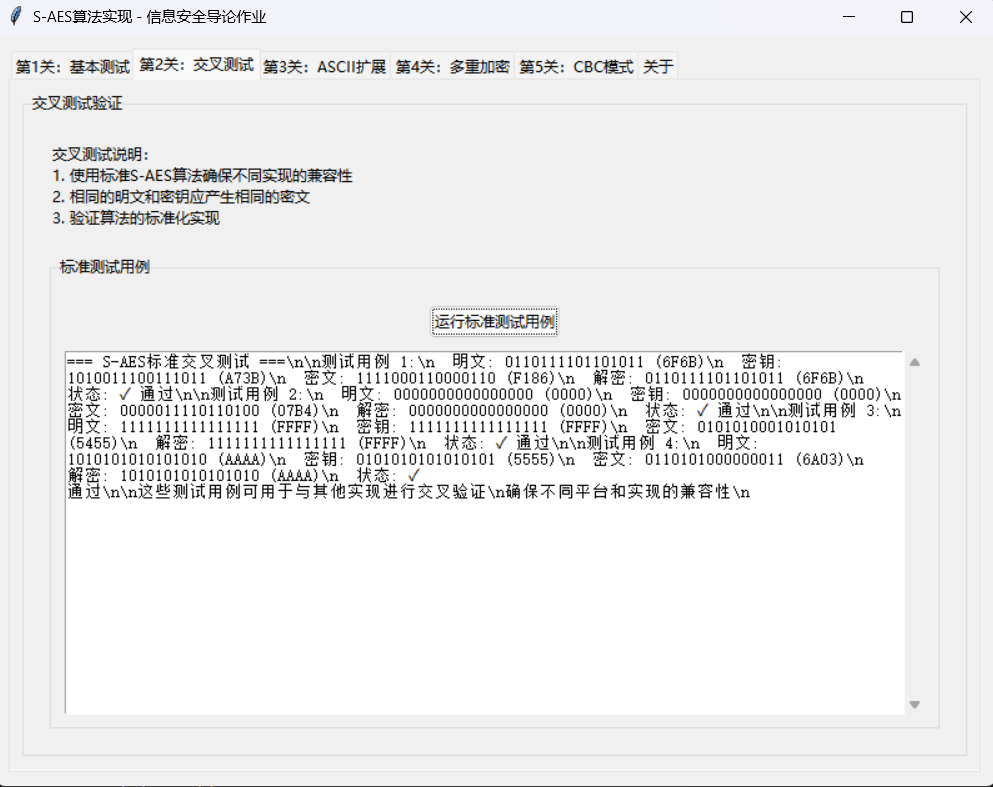 S-AES算法实现 - 信息安全导论作业
第1关：基本测试 第2关：交叉测试 第3关：ASCII扩展 第4关：多重加密 第5关：CBC模式 关于
交叉测试验证
交叉测试说明：
1. 使用标准S-AES算法确保不同实现的兼容性
2. 相同的明文和密钥应产生相同的密文
3. 验证算法的标准化实现
标准测试用例
运行标准测试用例
=== S-AES标准交叉测试 ===\n\n测试用例 1:\n 明文: 0110111101101011 (6F6B)\n 密钥:
1010011100111011 (A73B)\n 密文: 1111000110000110 (F186)\n 解密: 0110111101101011 (6F6B)\n
状态: ✓ 通过\n\n测试用例 2:\n 明文: 0000000000000000 (0000)\n 密钥: 0000000000000000 (0000)\n
密文: 0000011110110100 (07B4)\n 解密: 0000000000000000 (0000)\n 状态: ✓ 通过\n\n测试用例 3:\n
明文: 1111111111111111 (FFFF)\n 密钥: 1111111111111111 (FFFF)\n 密文: 0101010001010101
(5455)\n 解密: 1111111111111111 (FFFF)\n 状态: ✓ 通过\n\n测试用例 4:\n 明文:
1010101010101010 (AAAA)\n 密钥: 0101010101010101 (5555)\n 密文: 0110101000000011 (6A03)\n
解密: 1010101010101010 (AAAA)\n 状态: ✓
通过\n\n这些测试用例可用于与其他实现进行交叉验证\n确保不同平台和实现的兼容性\n